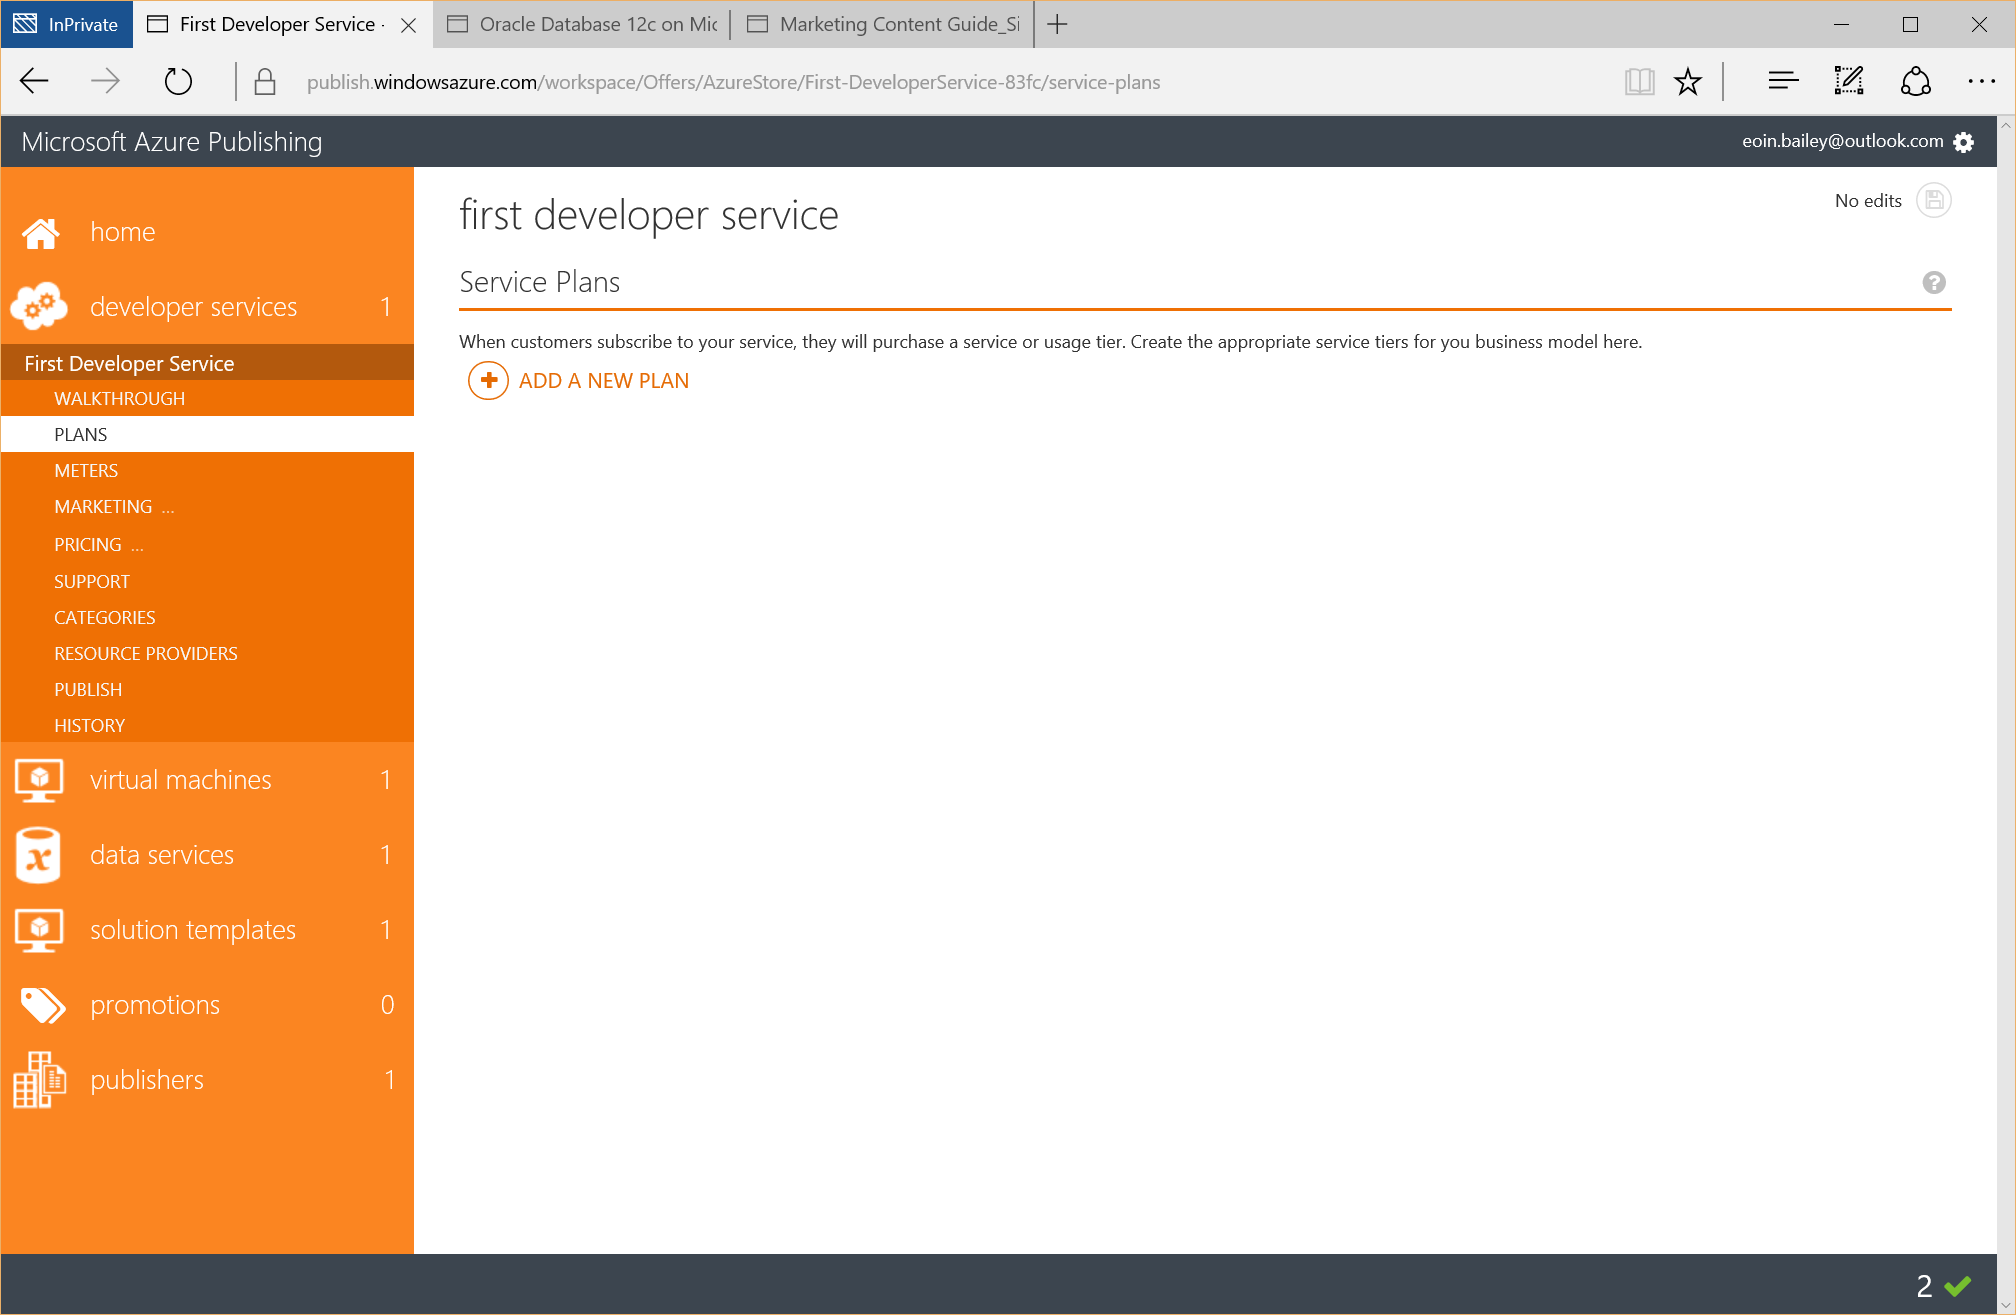 InPrivate
First Developer Service ·
Oracle Database 12c on Mic
Marketing Content Guide_Si
publish.windowsazure.com/workspace/Offers/AzureStore/First-DeveloperService-83fc/service-plans
Microsoft Azure Publishing
eoin.bailey@outlook.com
home
developer services 1
First Developer Service
WALKTHROUGH
PLANS
METERS
MARKETING ...
PRICING ...
SUPPORT
CATEGORIES
RESOURCE PROVIDERS
PUBLISH
HISTORY
virtual machines 1
data services 1
solution templates 1
promotions 0
publishers 1
first developer service
No edits
Service Plans
?
When customers subscribe to your service, they will purchase a service or usage tier. Create the appropriate service tiers for you business model here.
ADD A NEW PLAN
2